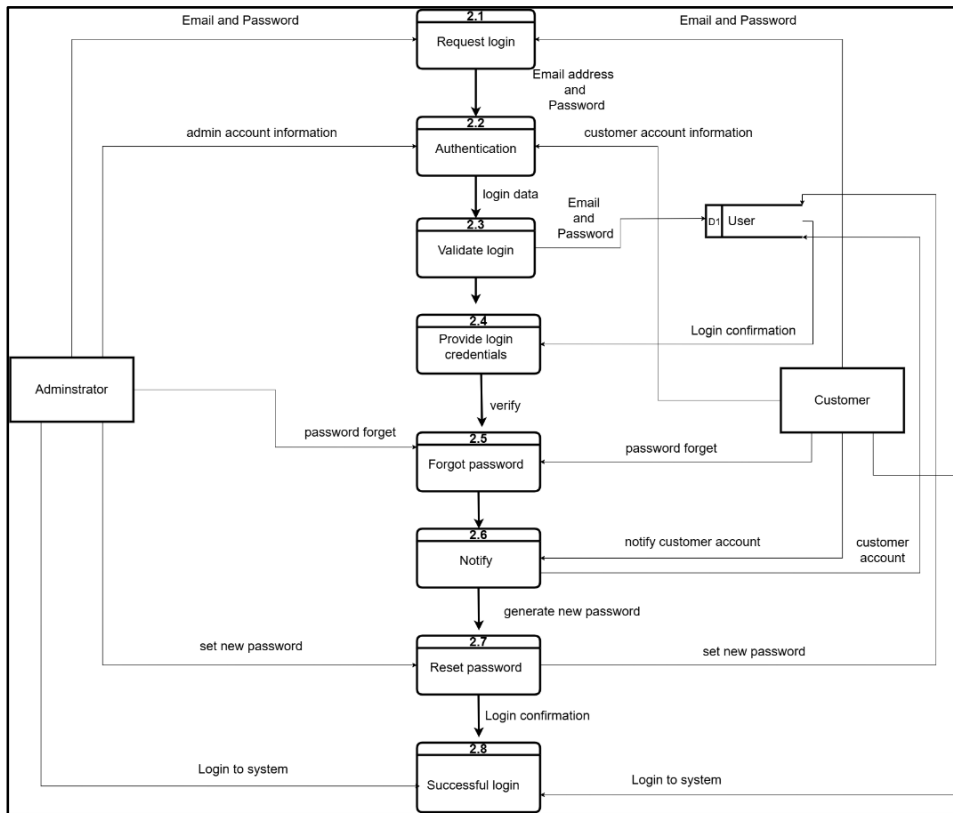 2.1
Email and Password
Email and Password
Request login
Email address
and
Password
2.2
admin account information
customer account information
Authentication
login data
Email
and
Password
2.3
D1
User
Validate login
2.4
Login confirmation
Provide login
credentials
Adminstrator
Customer
verify
password forget
2.5
password forget
Forgot password
2.6
notify customer account
customer
account
Notify
generate new password
2.7
set new password
set new password
Reset password
Login confirmation
2.8
Login to system
Login to system
Successful login